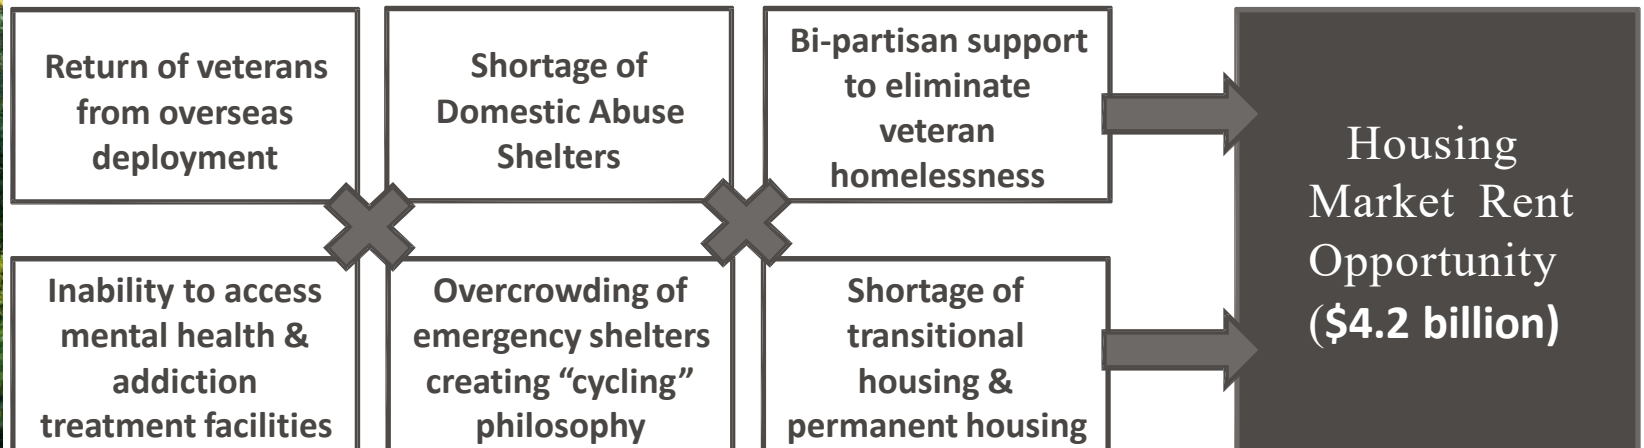 Return of veterans
from overseas
deployment
Shortage of
Domestic Abuse
Shelters
Bi-partisan support
to eliminate
veteran
homelessness
Inability to access
mental health &
addiction
treatment facilities
Overcrowding of
emergency shelters
creating “cycling”
philosophy
Shortage of
transitional
housing &
permanent housing
Housing
Market Rent
Opportunity
($4.2 billion)